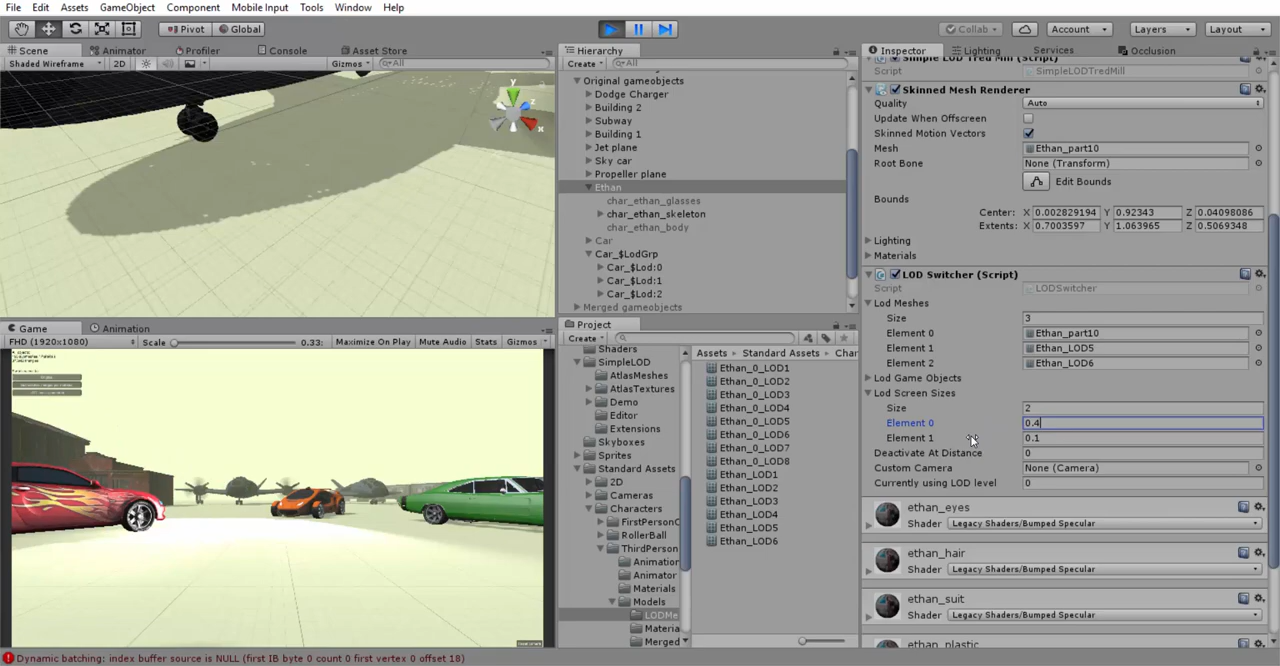 File Edit Assets GameObject Component Mobile Input Tools Window Help
Pivot Global Collab Account Layers Layout
Scene Animator Profiler Console Asset Store
Shaded Wireframe 2D Gizmos All
y x
Hierarchy
Create All
Original gameobjects
Dodge Charger
Building 2
Subway
Building 1
Jet plane
Sky car
Propeller plane
Ethan
char_ethan_glasses
char_ethan_skeleton
char_ethan_body
Car
Car_$LodGrp
Car_$Lod:0
Car_$Lod:1
Car_$Lod:2
Merged gameobjects
Game Animation
FHD (1920x1080) Scale 0.33: Maximize On Play Mute Audio Stats Gizmos
Project
Create
Shaders
SimpleLOD
AtlasMeshes
AtlasTextures
Demo
Editor
Extensions
Skyboxes
Sprites
Standard Assets
2D
Cameras
Characters
FirstPersonC
RollerBall
ThirdPerson
Animation
Animator
Materials
Models
LODMe
Materia
Merged
Assets Standard Assets Char
Ethan_0_LOD1
Ethan_0_LOD2
Ethan_0_LOD3
Ethan_0_LOD4
Ethan_0_LOD5
Ethan_0_LOD6
Ethan_0_LOD7
Ethan_0_LOD8
Ethan_LOD1
Ethan_LOD2
Ethan_LOD3
Ethan_LOD4
Ethan_LOD5
Ethan_LOD6
Inspector Lighting Services Occlusion
Simple LOD Tred Mill (Script)
Script SimpleLODTredMill
Skinned Mesh Renderer
Quality Auto
Update When Offscreen
Skinned Motion Vectors
Mesh Ethan_part10
Root Bone None (Transform)
Edit Bounds
Bounds
Center: X 0.002829194 Y 0.92343 Z 0.04098086
Extents: X 0.7003597 Y 1.063965 Z 0.5069348
Lighting
Materials
LOD Switcher (Script)
Script LODSwitcher
Lod Meshes
Size 3
Element 0 Ethan_part10
Element 1 Ethan_LOD5
Element 2 Ethan_LOD6
Lod Game Objects
Lod Screen Sizes
Size 2
Element 0 0.4
Element 1 0.1
Deactivate At Distance 0
Custom Camera None (Camera)
Currently using LOD level 0
ethan_eyes
Shader Legacy Shaders/Bumped Specular
ethan_hair
Shader Legacy Shaders/Bumped Specular
ethan_suit
Shader Legacy Shaders/Bumped Specular
ethan_plastic
Dynamic batching: index buffer source is NULL (first IB byte 0 count 0 first vertex 0 offset 18)